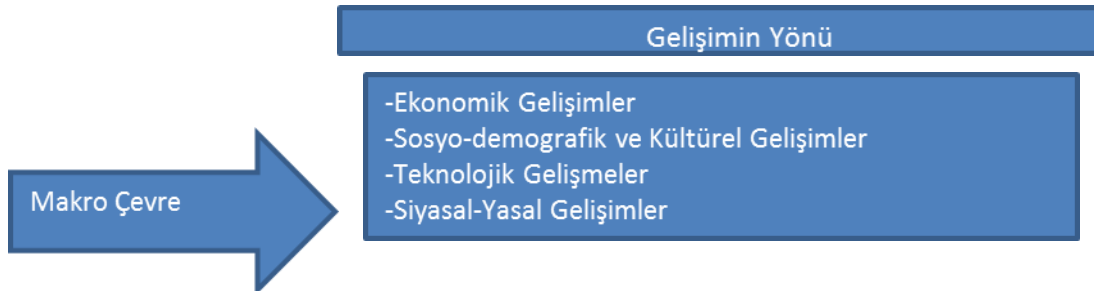 Gelişimin Yönü
-Ekonomik Gelişimler
-Sosyo-demografik ve Kültürel Gelişimler
-Teknolojik Gelişmeler
-Siyasal-Yasal Gelişimler
Makro Çevre